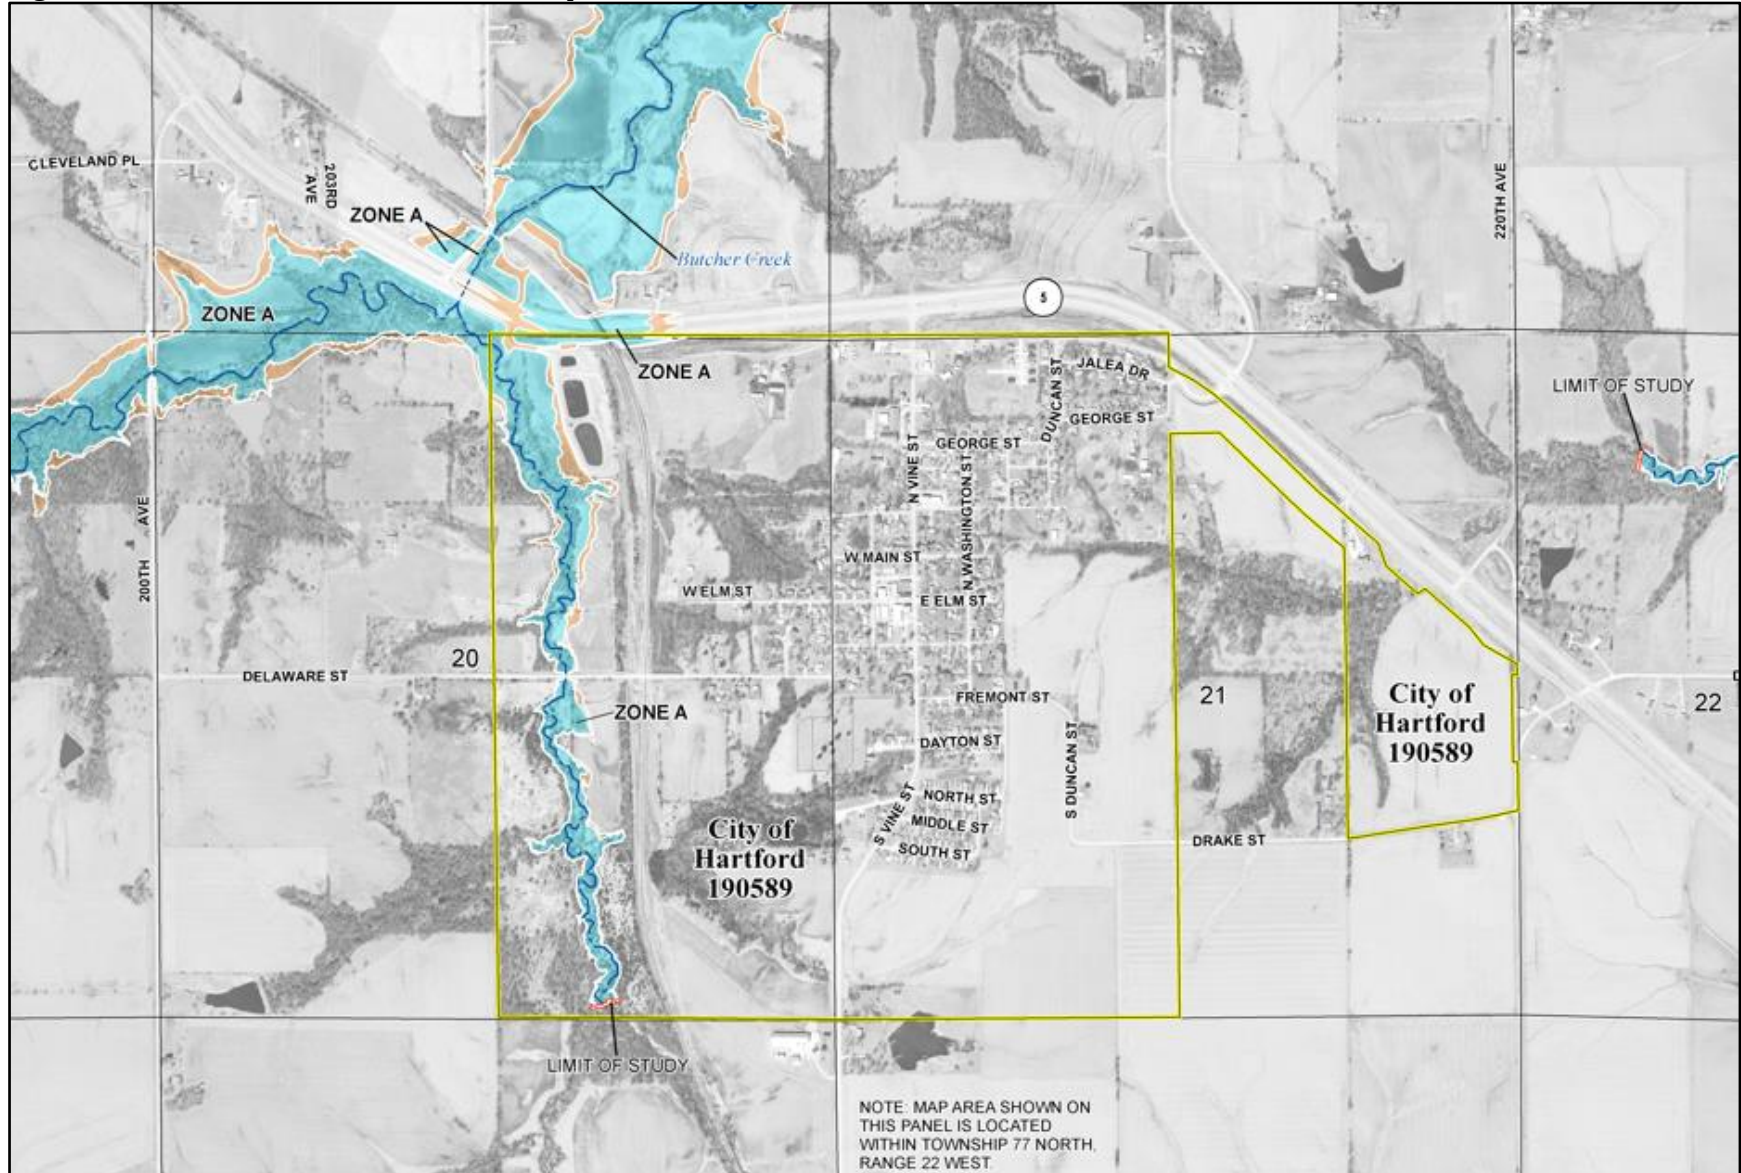 CLEVELAND PL
203RD
AVE
ZONE A
Butcher Creek
220TH AVE
ZONE A
5
ZONE A
JALEA DR
DUNCAN ST
LIMIT OF STUDY
GEORGE ST
GEORGE ST
N VINE ST
N WASHINGTON ST
200TH AVE
W MAIN ST
W ELM ST
E ELM ST
20
DELAWARE ST
ZONE A
FREMONT ST
21
City of
Hartford
190589
22
DAYTON ST
S DUNCAN ST
NORTH ST
S VINE ST
MIDDLE ST
SOUTH ST
DRAKE ST
City of
Hartford
190589
LIMIT OF STUDY
NOTE: MAP AREA SHOWN ON
THIS PANEL IS LOCATED
WITHIN TOWNSHIP 77 NORTH,
RANGE 22 WEST.